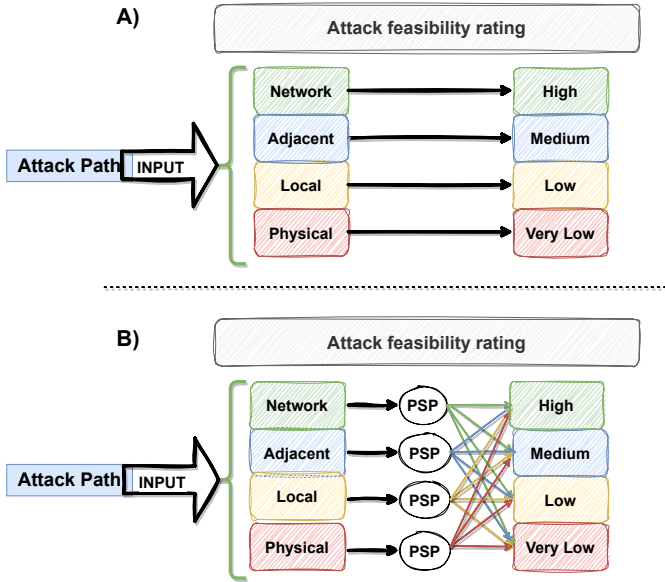 A)
Attack feasibility rating
Network
High
Adjacent
Medium
Attack Path
INPUT
Local
Low
Physical
Very Low
B)
Attack feasibility rating
Network
PSP
High
Adjacent
PSP
Medium
Attack Path
INPUT
Local
PSP
Low
Physical
PSP
Very Low